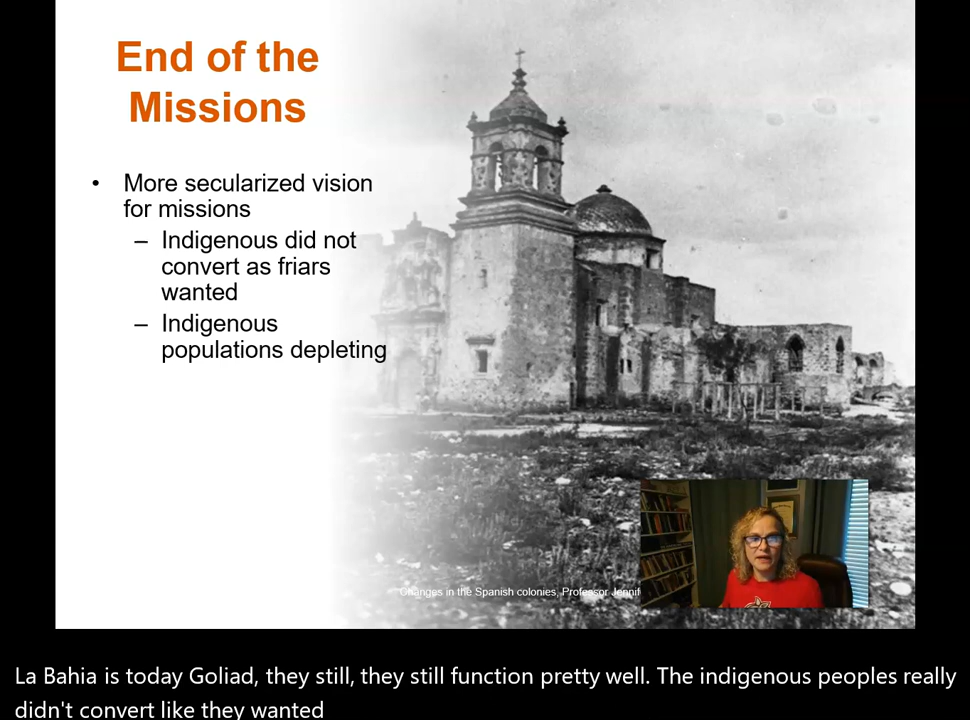 End of the
Missions
• More secularized vision
for missions
– Indigenous did not
convert as friars
wanted
– Indigenous
populations depleting
Changes in the Spanish colonies, Professor
La Bahia is today Goliad, they still, they still function pretty well. The indigenous peoples really
didn't convert like they wanted